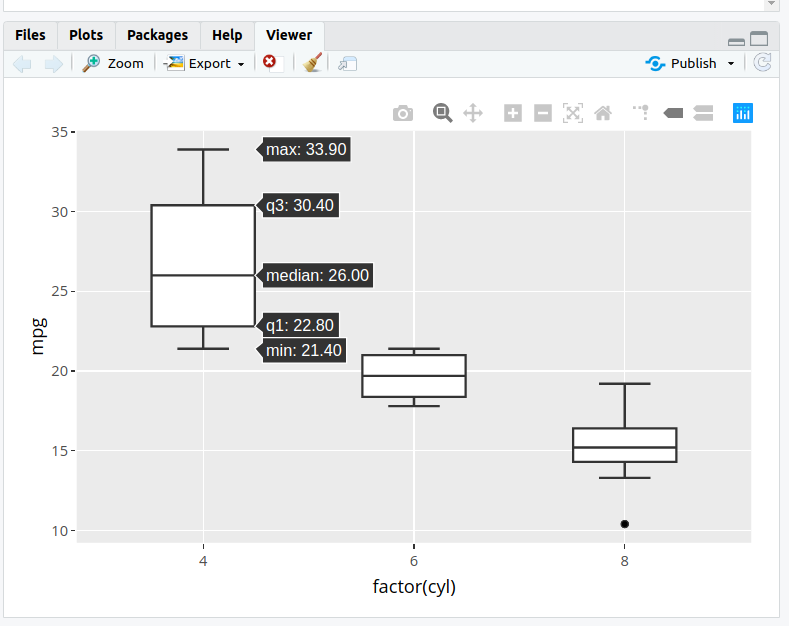 Files Plots Packages Help Viewer
Zoom Export Publish
35
max: 33.90
30
q3: 30.40
25
median: 26.00
q1: 22.80
min: 21.40
20
15
10
mpg
4 6 8
factor(cyl)